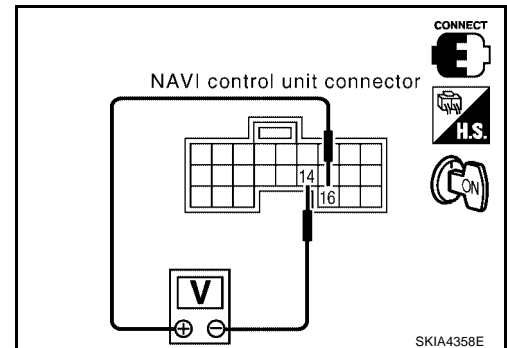 CONNECT
NAVI control unit connector
H.S.
14
16
ON
V
+ −
SKIA4358E